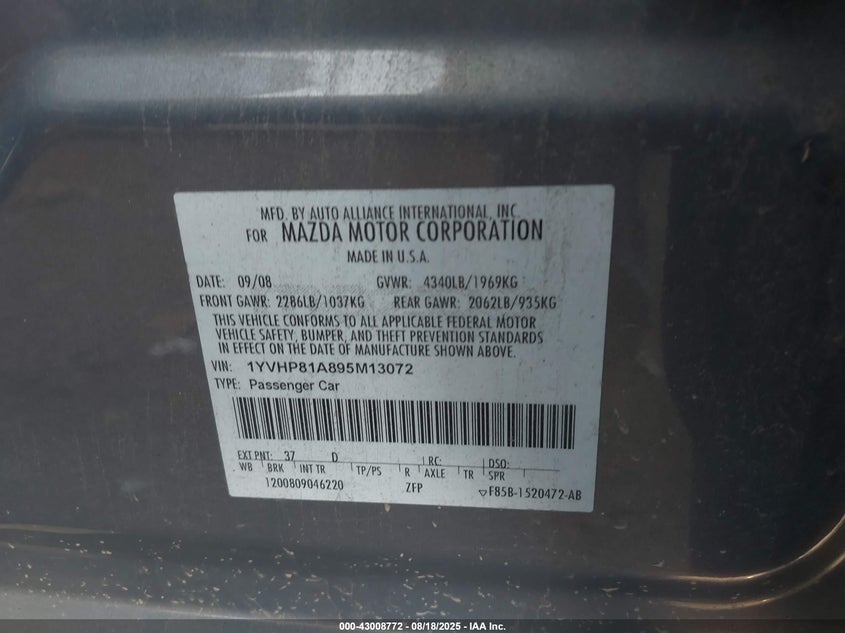 MFD. BY AUTO ALLIANCE INTERNATIONAL, INC.
FOR MAZDA MOTOR CORPORATION
MADE IN U.S.A.
DATE: 09/08 GVWR: 4340LB/1969KG
FRONT GAWR: 2286LB/1037KG REAR GAWR: 2062LB/935KG
THIS VEHICLE CONFORMS TO ALL APPLICABLE FEDERAL MOTOR
VEHICLE SAFETY, BUMPER, AND THEFT PREVENTION STANDARDS
IN EFFECT ON THE DATE OF MANUFACTURE SHOWN ABOVE.
VIN: 1YVHP81A895M13072
TYPE: Passenger Car
EXT PNT: 37 D RC: DSO:
WB BRK INT TR TP/PS R AXLE TR SPR
1200809046220 ZFP F85B-1520472-AB
000-43008772 - 08/18/2025 - IAA Inc.